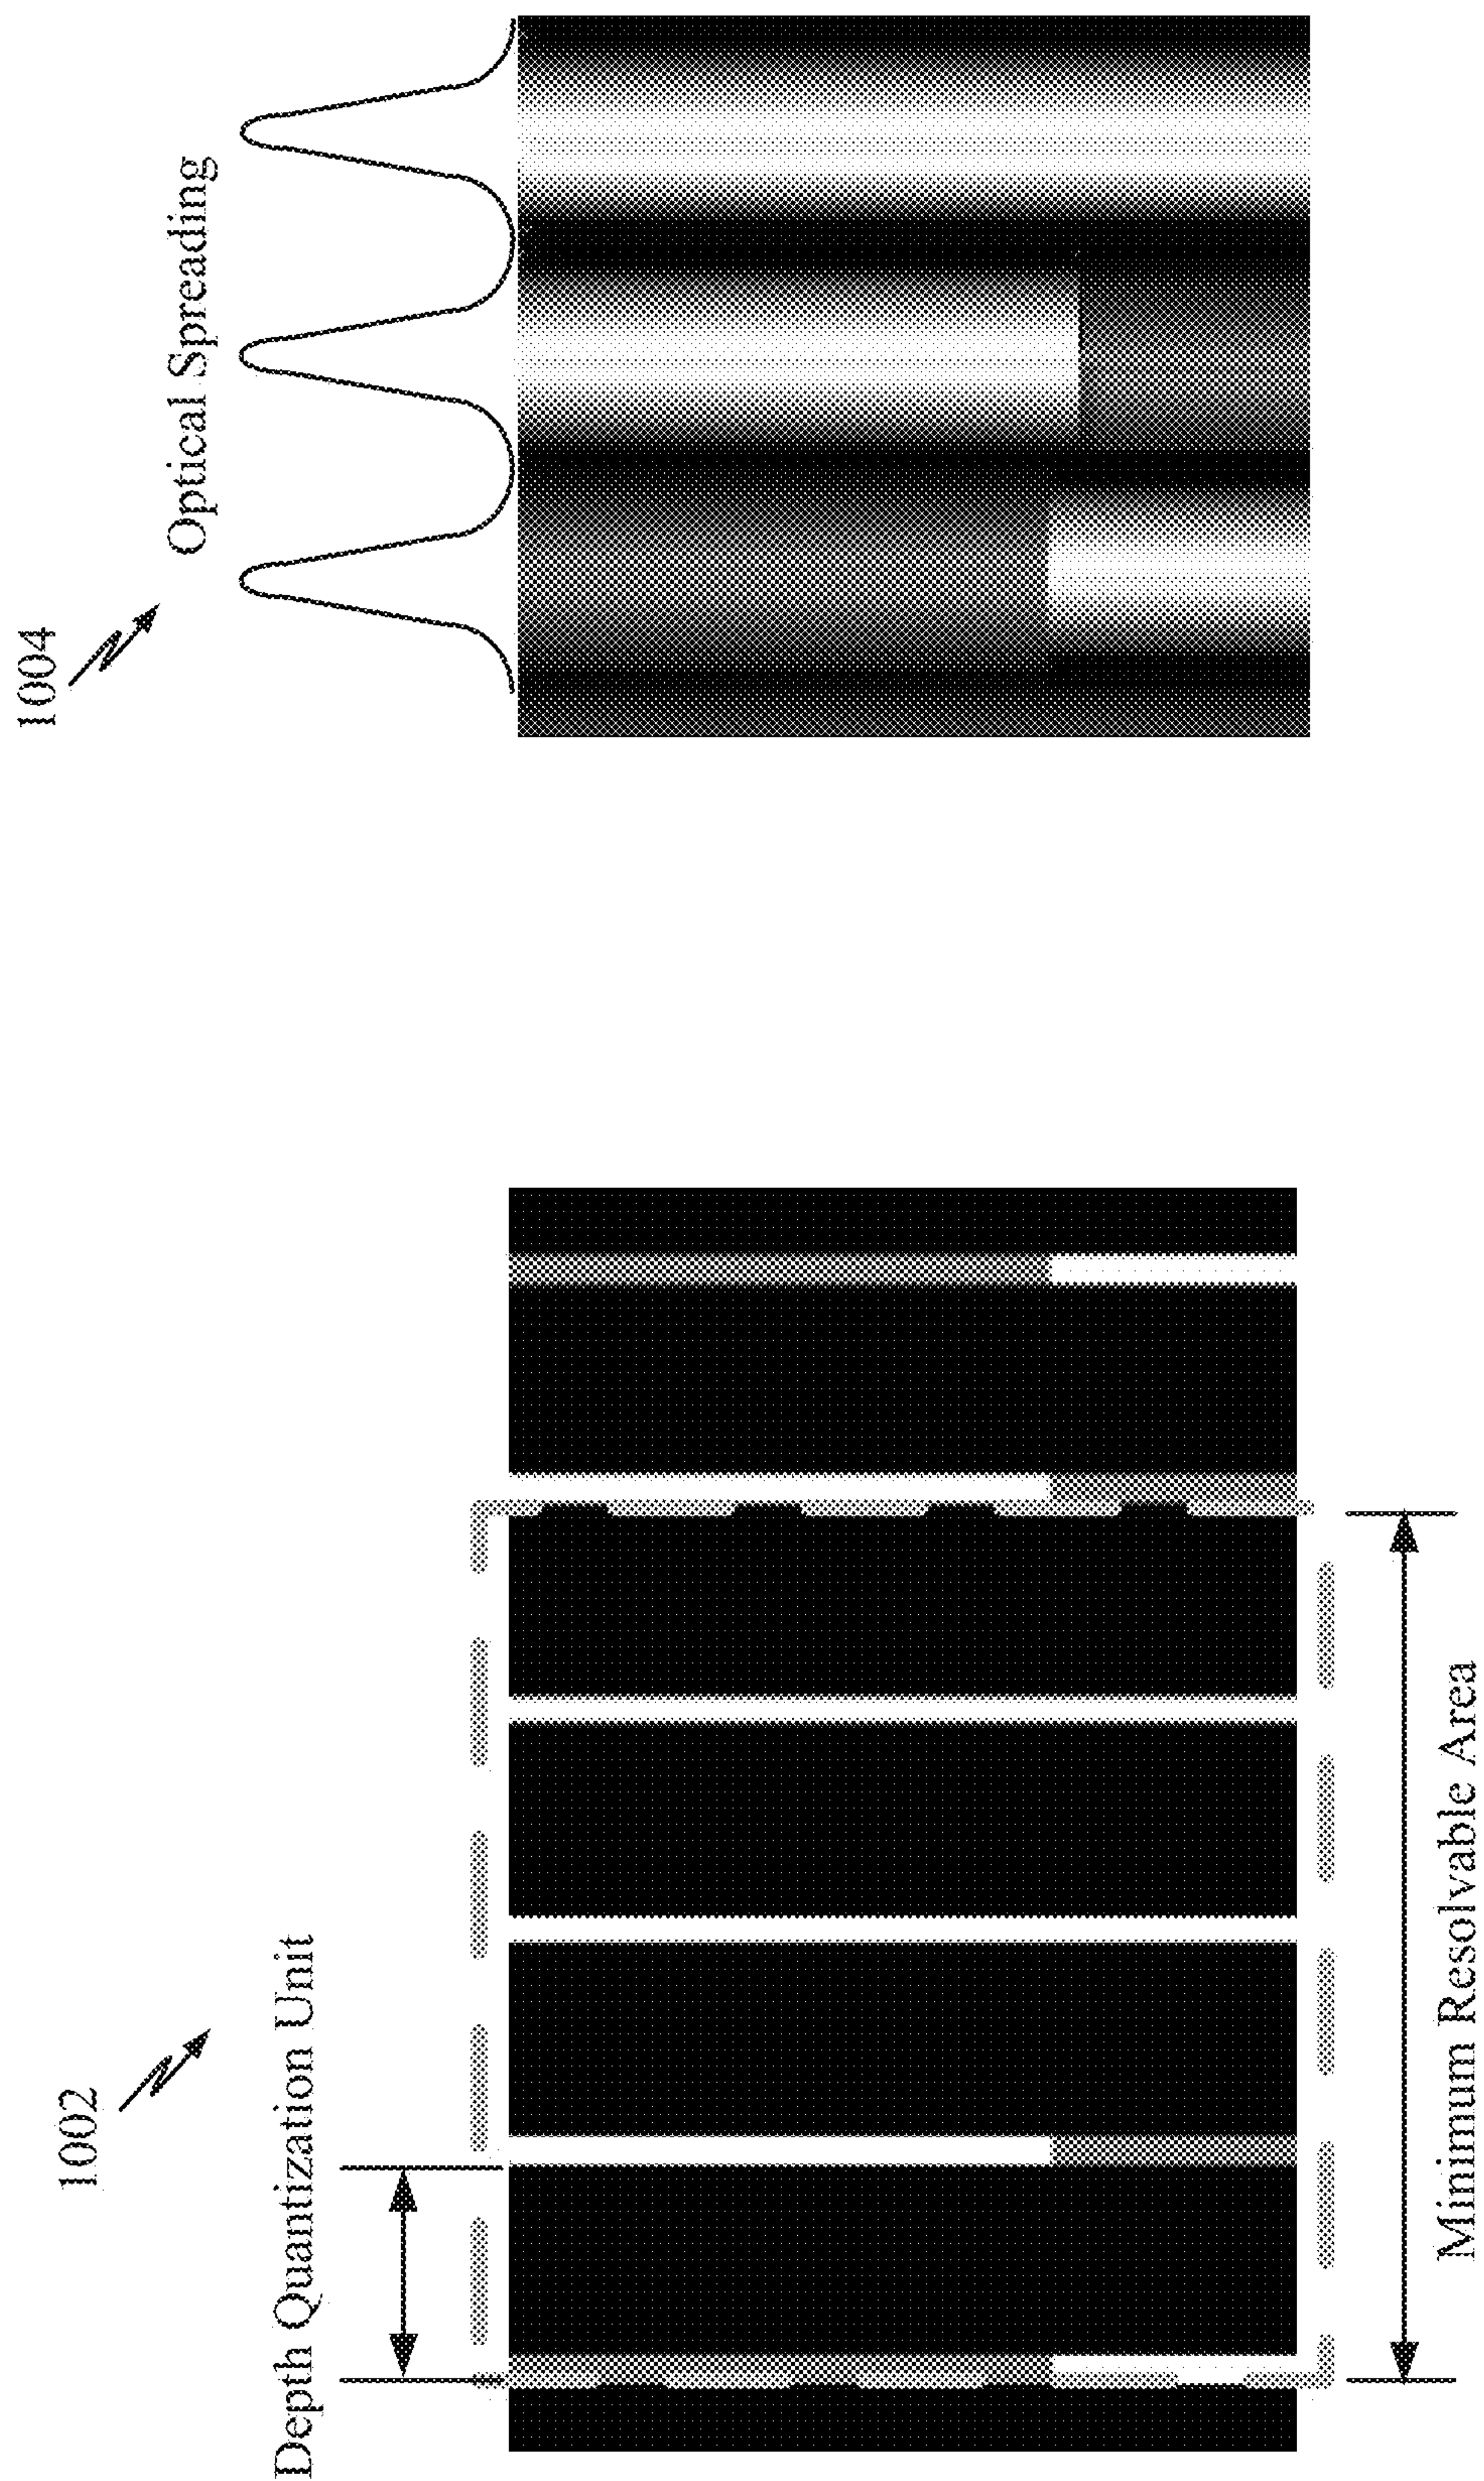 1002
Depth Quantization Unit
Minimum Resolvable Area
1004
Optical Spreading